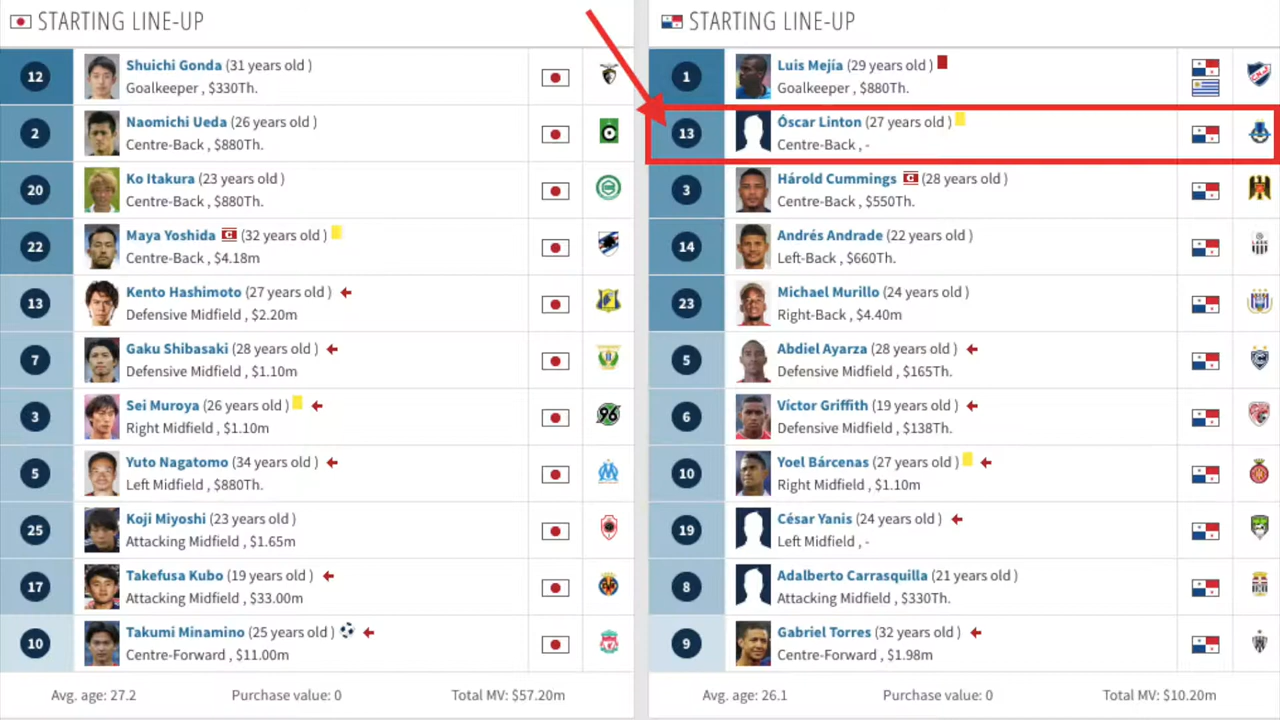 STARTING LINE-UP
12
Shuichi Gonda (31 years old )
Goalkeeper , $330Th.
2
Naomichi Ueda (26 years old )
Centre-Back , $880Th.
20
Ko Itakura (23 years old )
Centre-Back , $880Th.
22
Maya Yoshida (32 years old )
Centre-Back , $4.18m
13
Kento Hashimoto (27 years old )
Defensive Midfield , $2.20m
7
Gaku Shibasaki (28 years old )
Defensive Midfield , $1.10m
3
Sei Muroya (26 years old )
Right Midfield , $1.10m
96
5
Yuto Nagatomo (34 years old )
Left Midfield , $880Th.
25
Koji Miyoshi (23 years old )
Attacking Midfield , $1.65m
17
Takefusa Kubo (19 years old )
Attacking Midfield , $33.00m
10
Takumi Minamino (25 years old )
Centre-Forward , $11.00m
Avg. age: 27.2 Purchase value: 0 Total MV: $57.20m
STARTING LINE-UP
1
Luis Mejía (29 years old )
Goalkeeper , $880Th.
13
Óscar Linton (27 years old )
Centre-Back , -
3
Hárold Cummings (28 years old )
Centre-Back , $550Th.
14
Andrés Andrade (22 years old )
Left-Back , $660Th.
23
Michael Murillo (24 years old )
Right-Back , $4.40m
5
Abdiel Ayarza (28 years old )
Defensive Midfield , $165Th.
6
Víctor Griffith (19 years old )
Defensive Midfield , $138Th.
10
Yoel Bárcenas (27 years old )
Right Midfield , $1.10m
19
César Yanis (24 years old )
Left Midfield , -
8
Adalberto Carrasquilla (21 years old )
Attacking Midfield , $330Th.
9
Gabriel Torres (32 years old )
Centre-Forward , $1.98m
Avg. age: 26.1 Purchase value: 0 Total MV: $10.20m